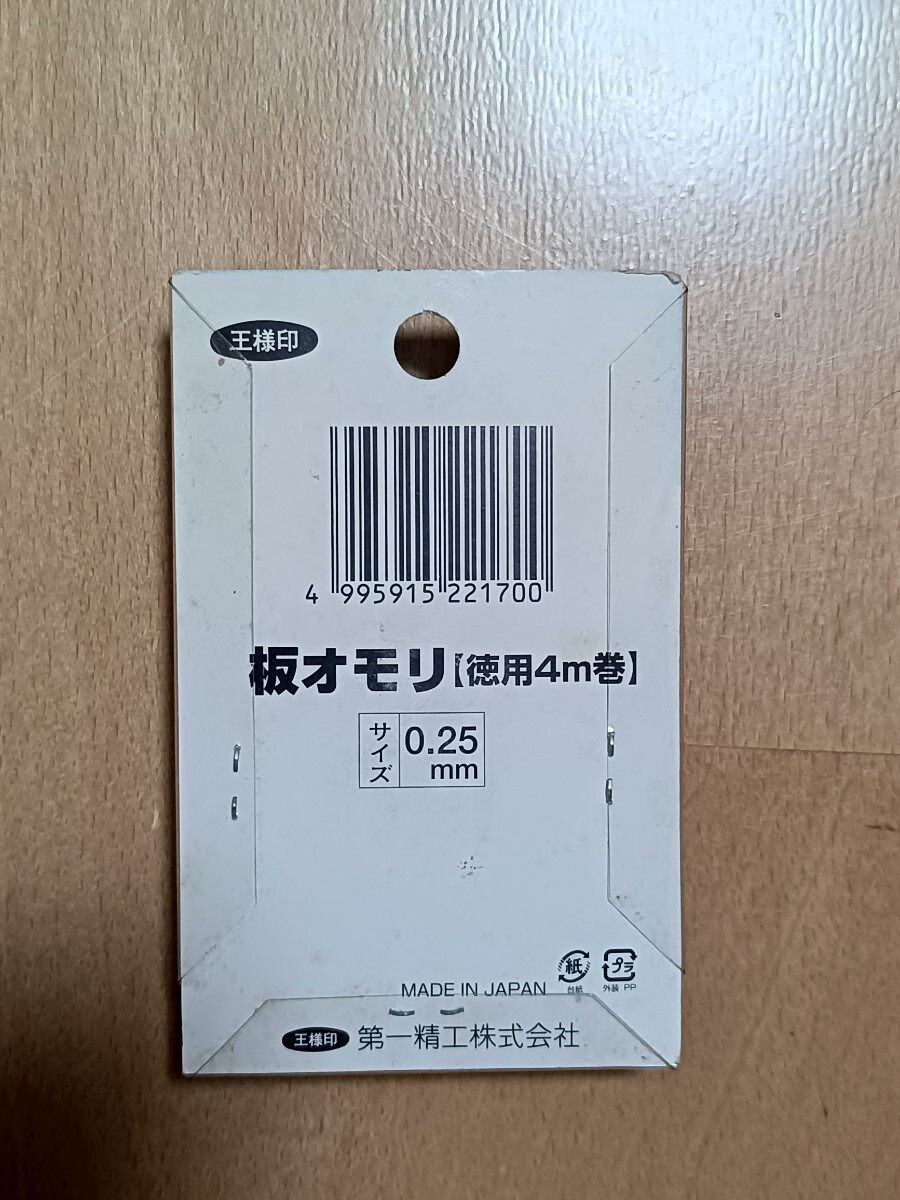 王様印
4 995915 221700
板オモリ【徳用4m巻】
サイズ
0.25
mm
紙
台紙
プラ
外装 PP
MADE IN JAPAN
王様印 第一精工株式会社